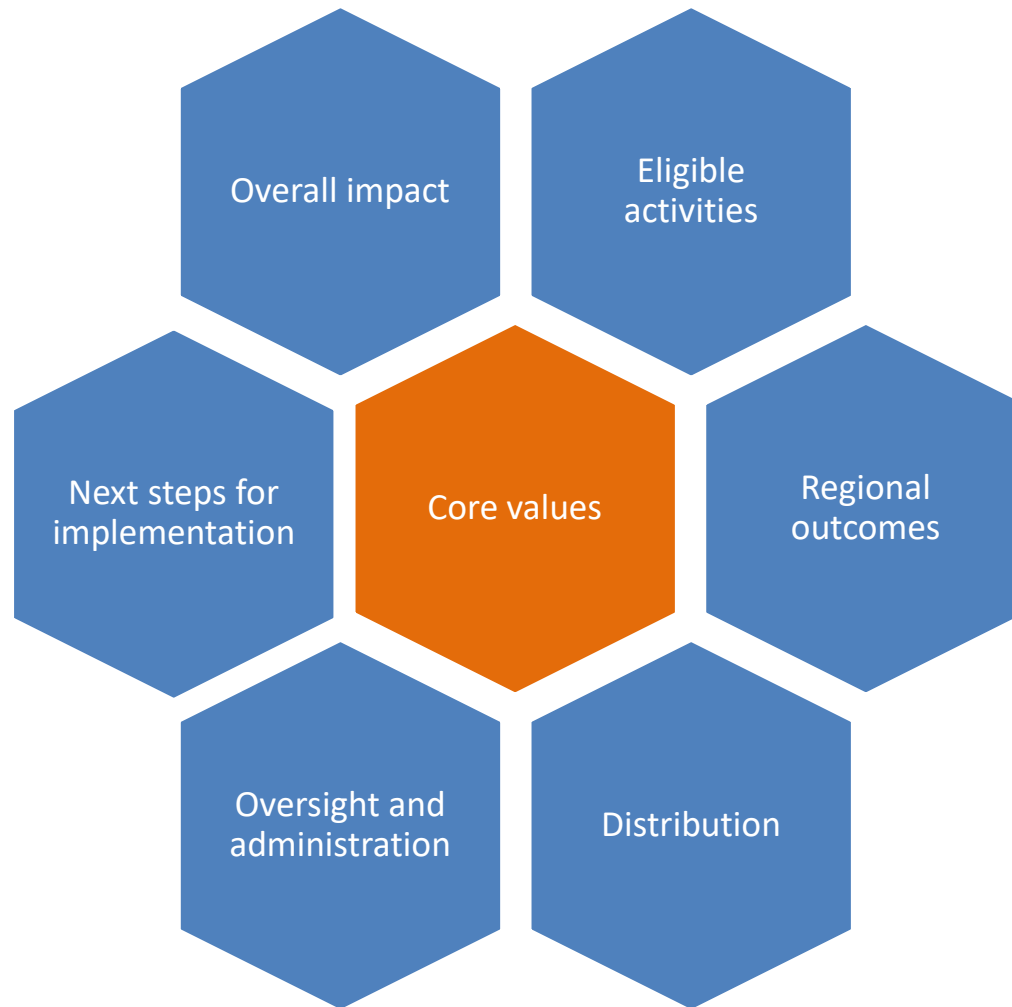 Overall impact
Eligible
activities
Next steps for
implementation
Core values
Regional
outcomes
Oversight and
administration
Distribution